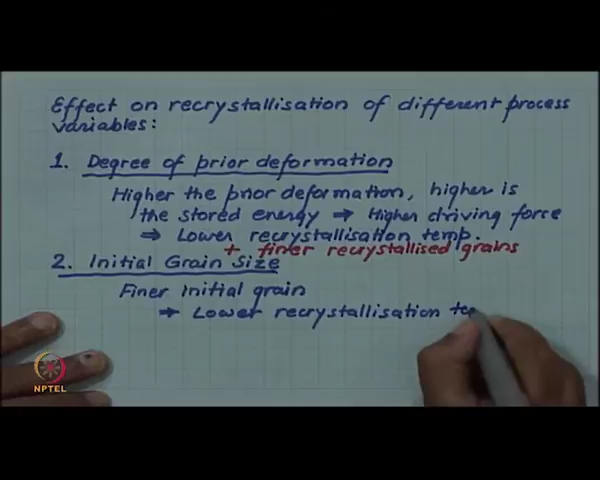 Effect on recrystallisation of different process
variables:
1. Degree of prior deformation
Higher the prior deformation, higher is
the stored energy ⇒ Higher driving force
⇒ Lower recrystallisation temp.
+ finer recrystallised grains
2. Initial Grain Size
Finer initial grain
⇒ Lower recrystallisation te
NPTEL